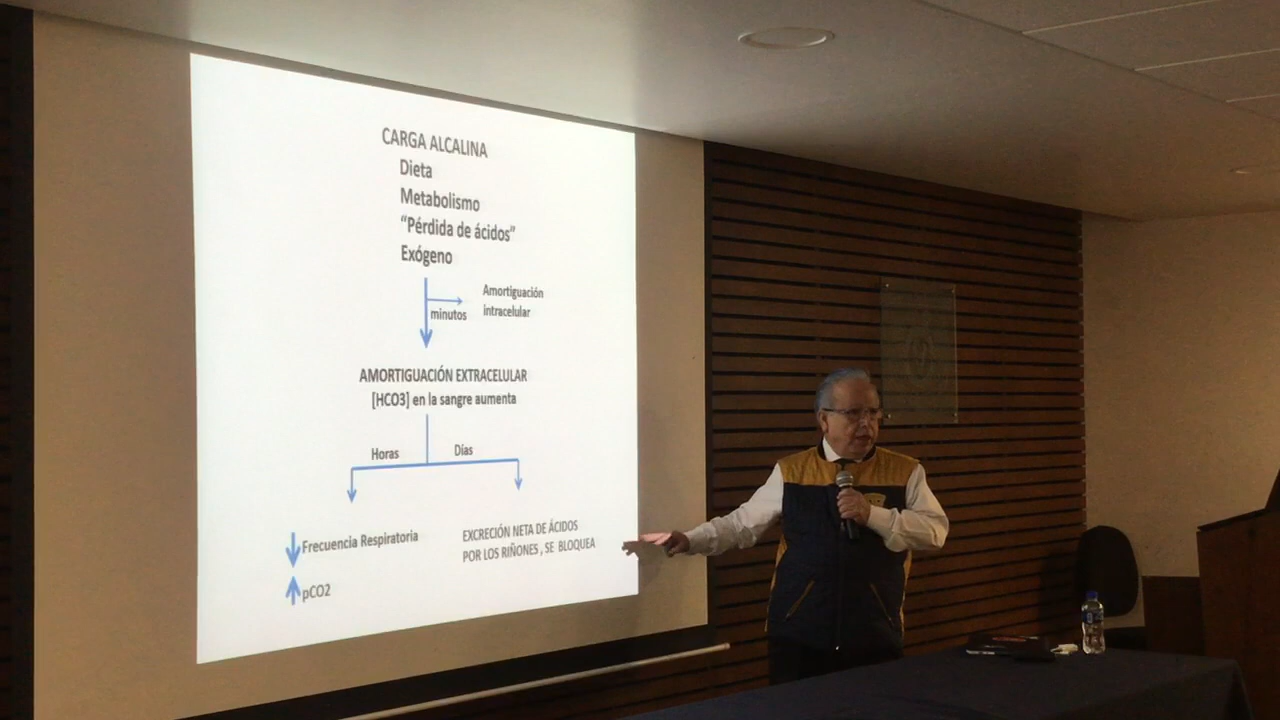 CARGA ALCALINA
Dieta
Metabolismo
“Pérdida de ácidos”
Exógeno
minutos
Amortiguación
intracelular
AMORTIGUACIÓN EXTRACELULAR
[HCO3] en la sangre aumenta
Horas
Días
Frecuencia Respiratoria
pCO2
EXCRECIÓN NETA DE ÁCIDOS
POR LOS RIÑONES , SE BLOQUEA